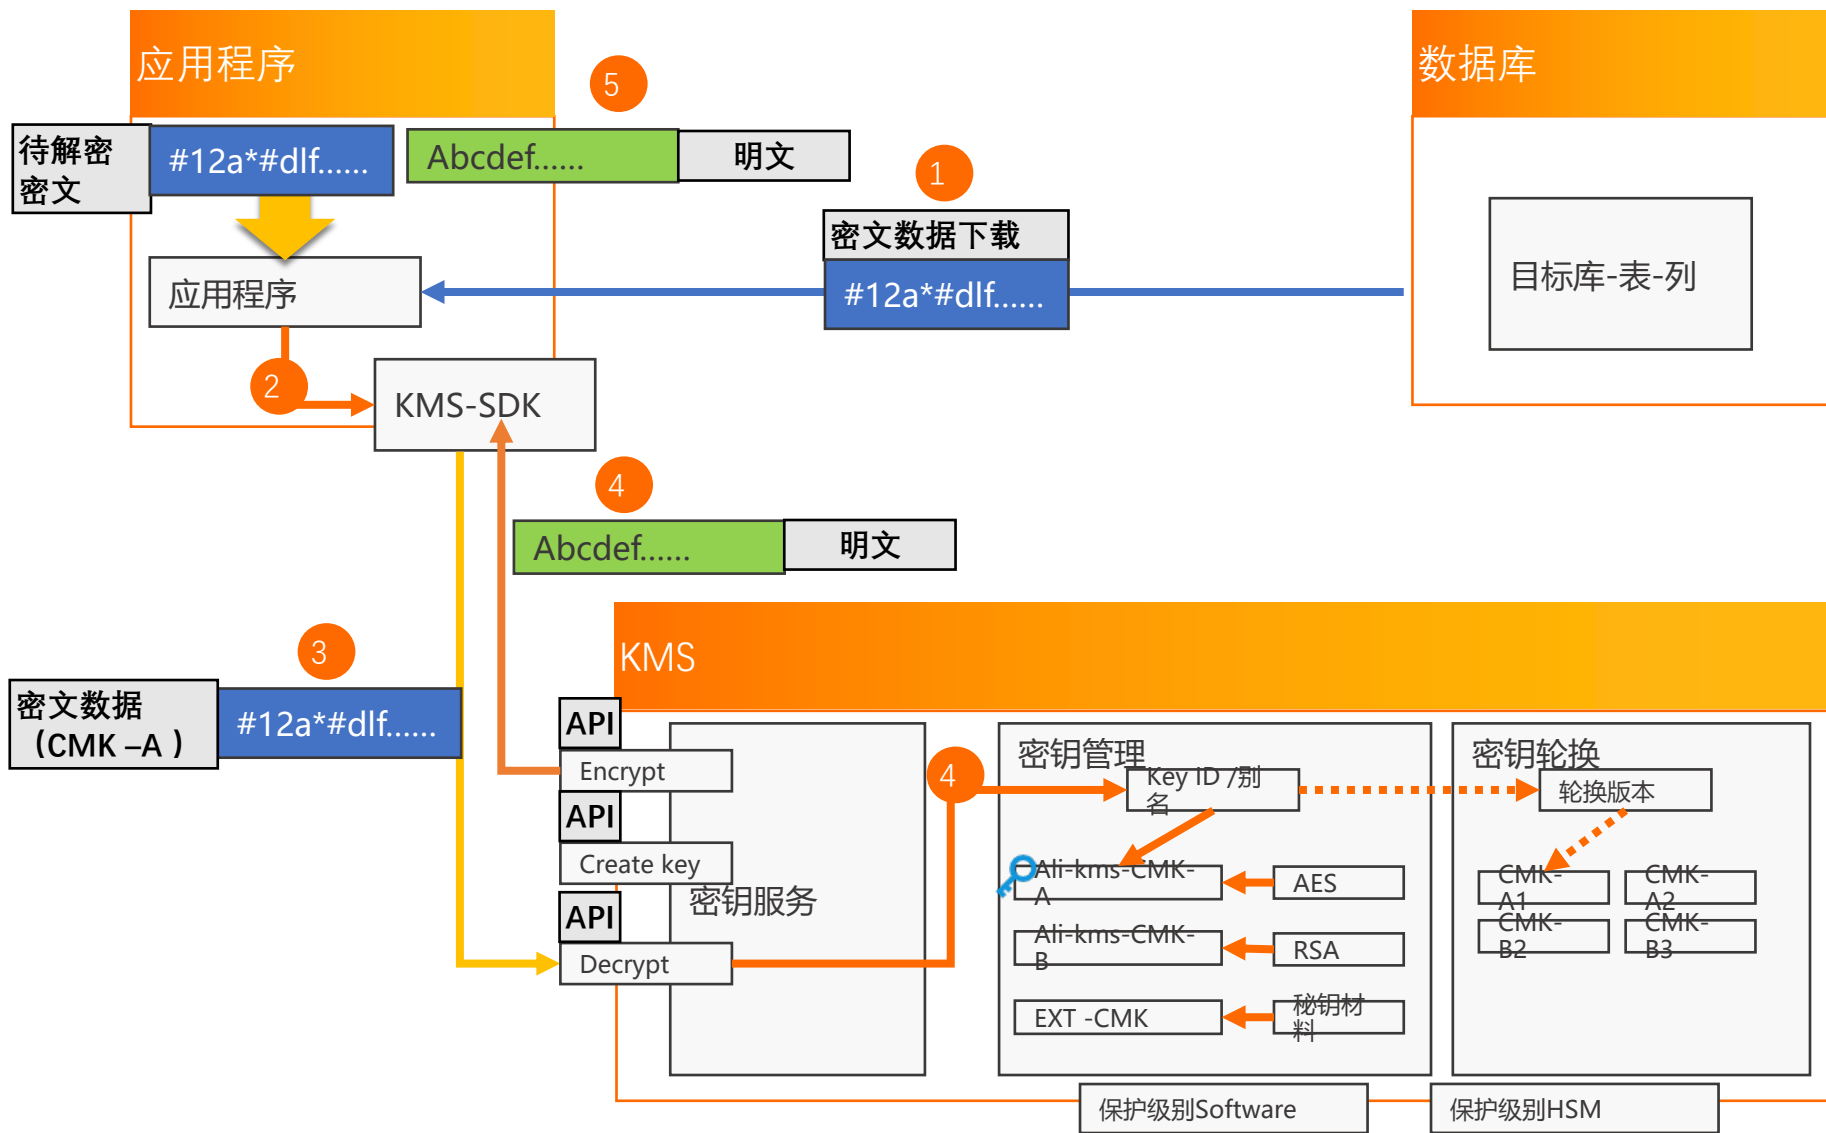 应用程序
5
数据库
待解密
密文
#12a*#dlf......
Abcdef......
明文
1
密文数据下载
#12a*#dlf......
目标库-表-列
应用程序
2
KMS-SDK
4
Abcdef......
明文
3
KMS
密文数据
（CMK –A ）
#12a*#dlf......
API
Encrypt
API
Create key
API
Decrypt
密钥服务
4
密钥管理
Key ID /别
名
Ali-kms-CMK-
A
AES
Ali-kms-CMK-
B
RSA
EXT -CMK
秘钥材
料
密钥轮换
轮换版本
CMK-
A1
CMK-
A2
CMK-
B2
CMK-
B3
保护级别Software
保护级别HSM